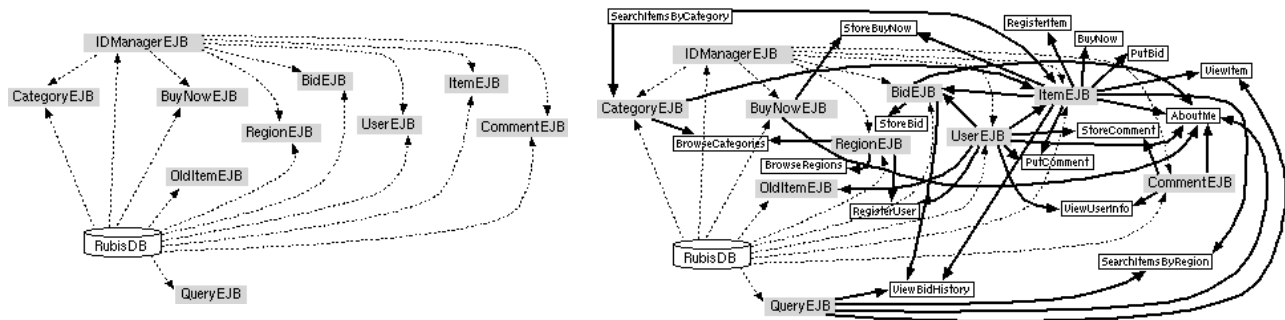 IDManagerEJB
BidEJB
ItemEJB
CategoryEJB
BuyNowEJB
RegionEJB
UserEJB
CommentEJB
OldItemEJB
RubisDB
QueryEJB
SearchItemsByCategory
RegisterItem
StoreBuyNow
BuyNow
IDManagerEJB
PutBid
ViewItem
BidEJB
ItemEJB
CategoryEJB
BuyNowEJB
AboutMe
StoreBid
StoreComment
UserEJB
BrowseCategories
RegionEJB
BrowseRegions
PutComment
OldItemEJB
CommentEJB
RegisterUser
ViewUserInfo
RubisDB
SearchItemsByRegion
ViewBidHistory
QueryEJB